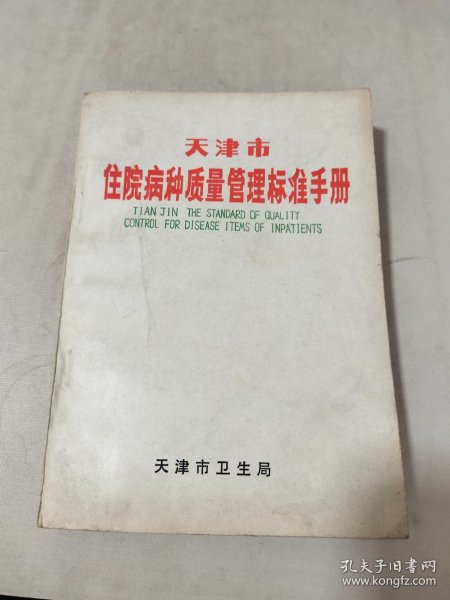 天津市
住院病种质量管理标准手册
TIAN JIN THE STANDARD OF QUALITY
CONTROL FOR DISEASE ITEMS OF INPATIENTS
天津市卫生局
孔夫子旧书网
www.kongfz.com